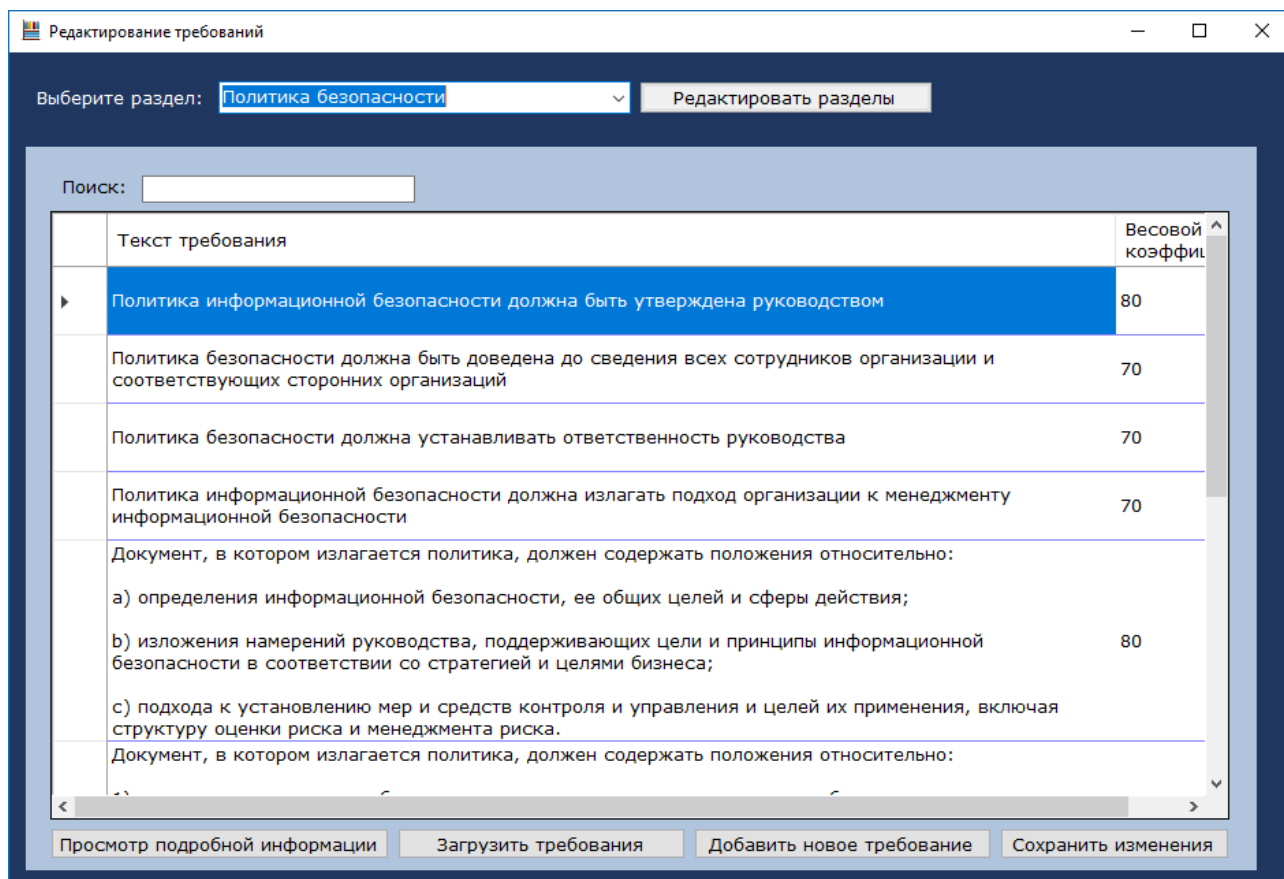 Редактирование требований
Выберите раздел: Политика безопасности Редактировать разделы
Поиск:
Текст требования
Весовой
коэффиц
Политика информационной безопасности должна быть утверждена руководством 80
Политика безопасности должна быть доведена до сведения всех сотрудников организации и
соответствующих сторонних организаций
70
Политика безопасности должна устанавливать ответственность руководства 70
Политика информационной безопасности должна излагать подход организации к менеджменту
информационной безопасности
70
Документ, в котором излагается политика, должен содержать положения относительно:
a) определения информационной безопасности, ее общих целей и сферы действия;
b) изложения намерений руководства, поддерживающих цели и принципы информационной
безопасности в соответствии со стратегией и целями бизнеса;
80
c) подхода к установлению мер и средств контроля и управления и целей их применения, включая
структуру оценки риска и менеджмента риска.
Документ, в котором излагается политика, должен содержать положения относительно:
Просмотр подробной информации Загрузить требования Добавить новое требование Сохранить изменения